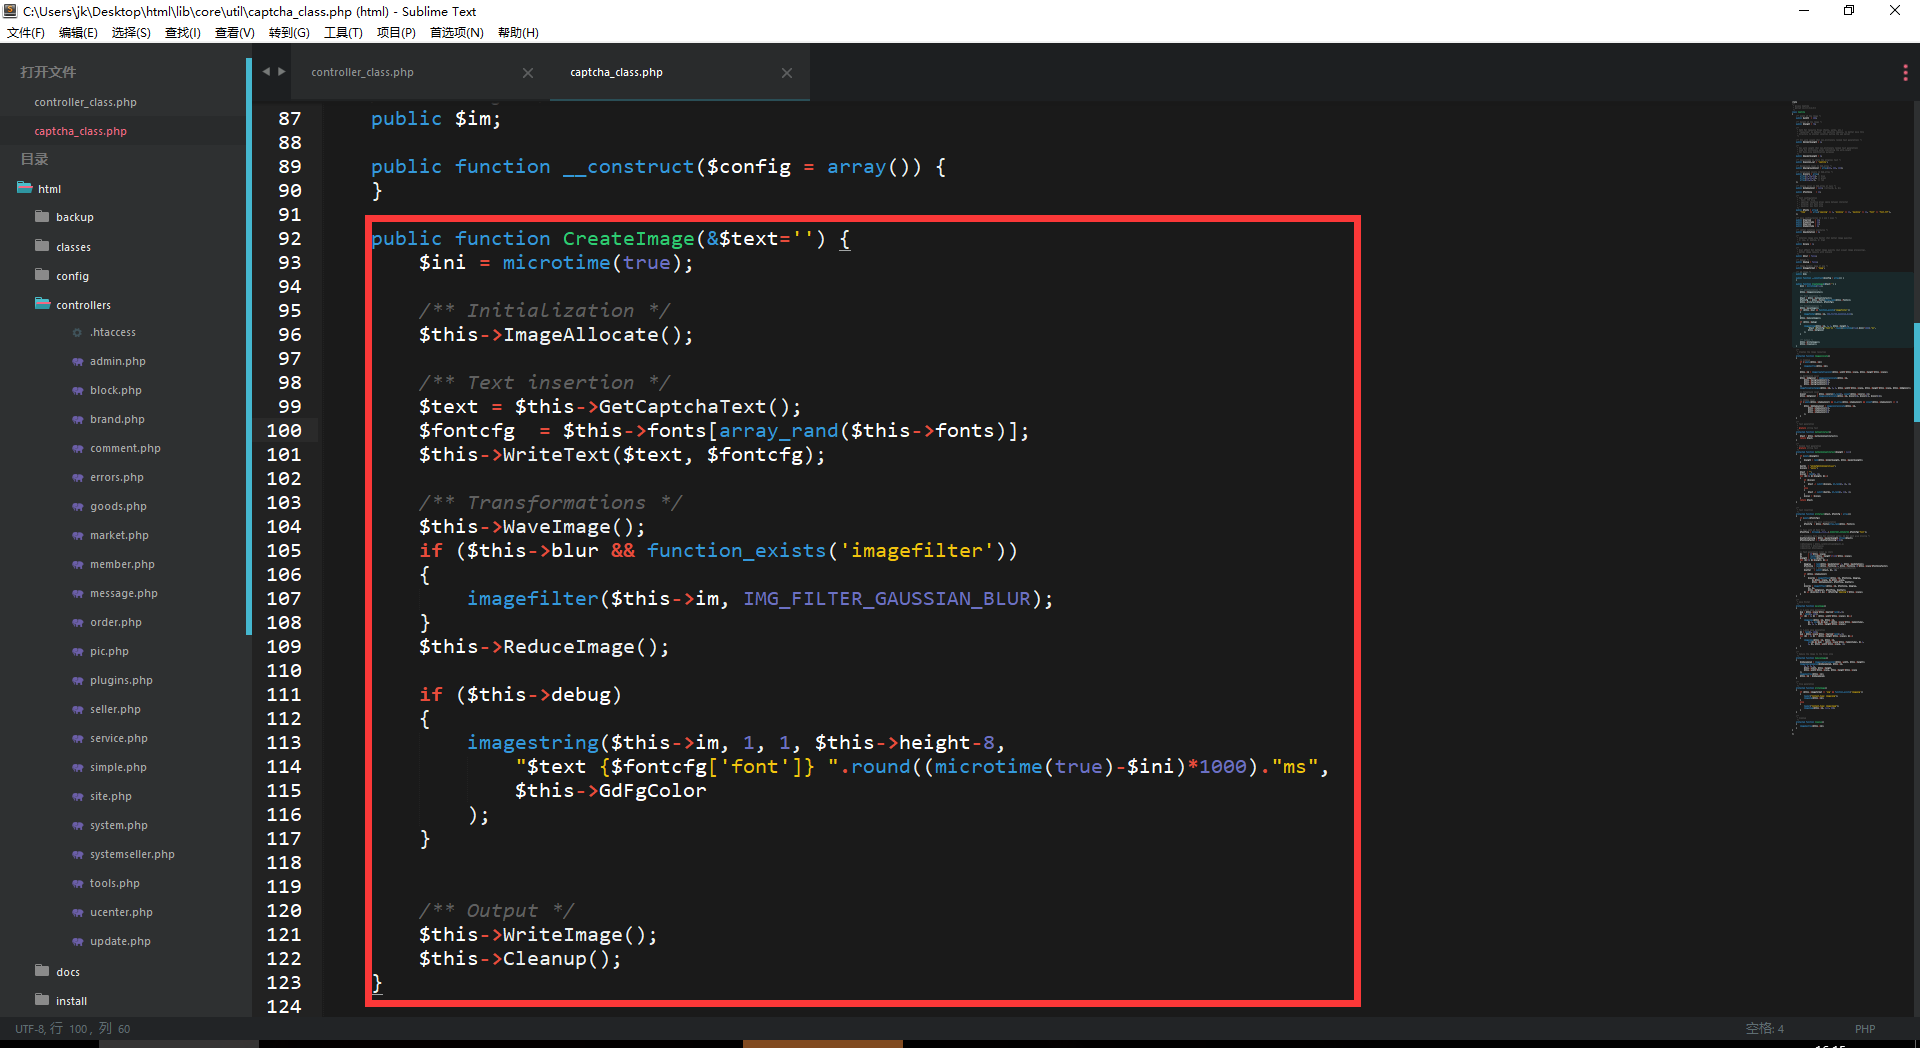 C:\Users\jk\Desktop\html\lib\core\util\captcha_class.php (html) - Sublime Text
文件(F) 编辑(E) 选择(S) 查找(I) 查看(V) 转到(G) 工具(T) 项目(P) 首选项(N) 帮助(H)
打开文件
controller_class.php
captcha_class.php
目录
html
backup
classes
config
controllers
.htaccess
admin.php
block.php
brand.php
comment.php
errors.php
goods.php
market.php
member.php
message.php
order.php
pic.php
plugins.php
seller.php
service.php
simple.php
site.php
system.php
systemseller.php
tools.php
ucenter.php
update.php
docs
install
controller_class.php
captcha_class.php
87 public $im;
88
89 public function __construct($config = array()) {
90 }
91
92 public function CreateImage(&$text='') {
93     $ini = microtime(true);
94
95     /** Initialization */
96     $this->ImageAllocate();
97
98     /** Text insertion */
99     $text = $this->GetCaptchaText();
100     $fontcfg  = $this->fonts[array_rand($this->fonts)];
101     $this->WriteText($text, $fontcfg);
102
103     /** Transformations */
104     $this->WaveImage();
105     if ($this->blur && function_exists('imagefilter'))
106     {
107         imagefilter($this->im, IMG_FILTER_GAUSSIAN_BLUR);
108     }
109     $this->ReduceImage();
110
111     if ($this->debug)
112     {
113         imagestring($this->im, 1, 1, $this->height-8,
114             "$text {$fontcfg['font']} ".round((microtime(true)-$ini)*1000)."ms",
115             $this->GdFgColor
116         );
117     }
118
119
120     /** Output */
121     $this->WriteImage();
122     $this->Cleanup();
123 }
124
UTF-8, 行 100 , 列 60
空格: 4
PHP